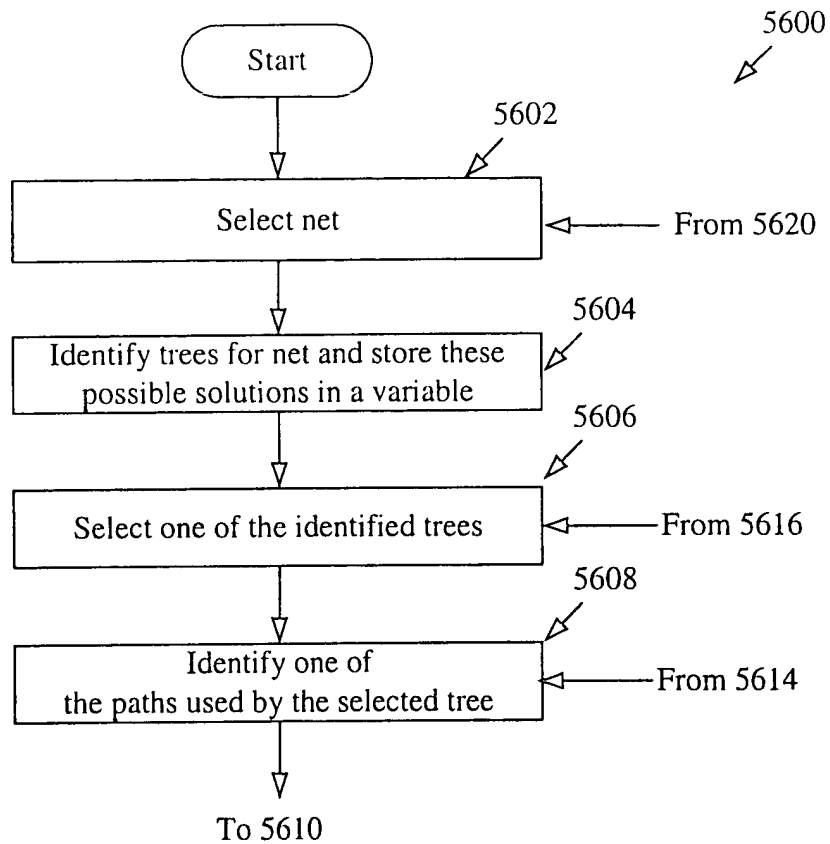 5600
Start
5602
Select net
From 5620
5604
Identify trees for net and store these
possible solutions in a variable
5606
Select one of the identified trees
From 5616
5608
Identify one of
the paths used by the selected tree
From 5614
To 5610